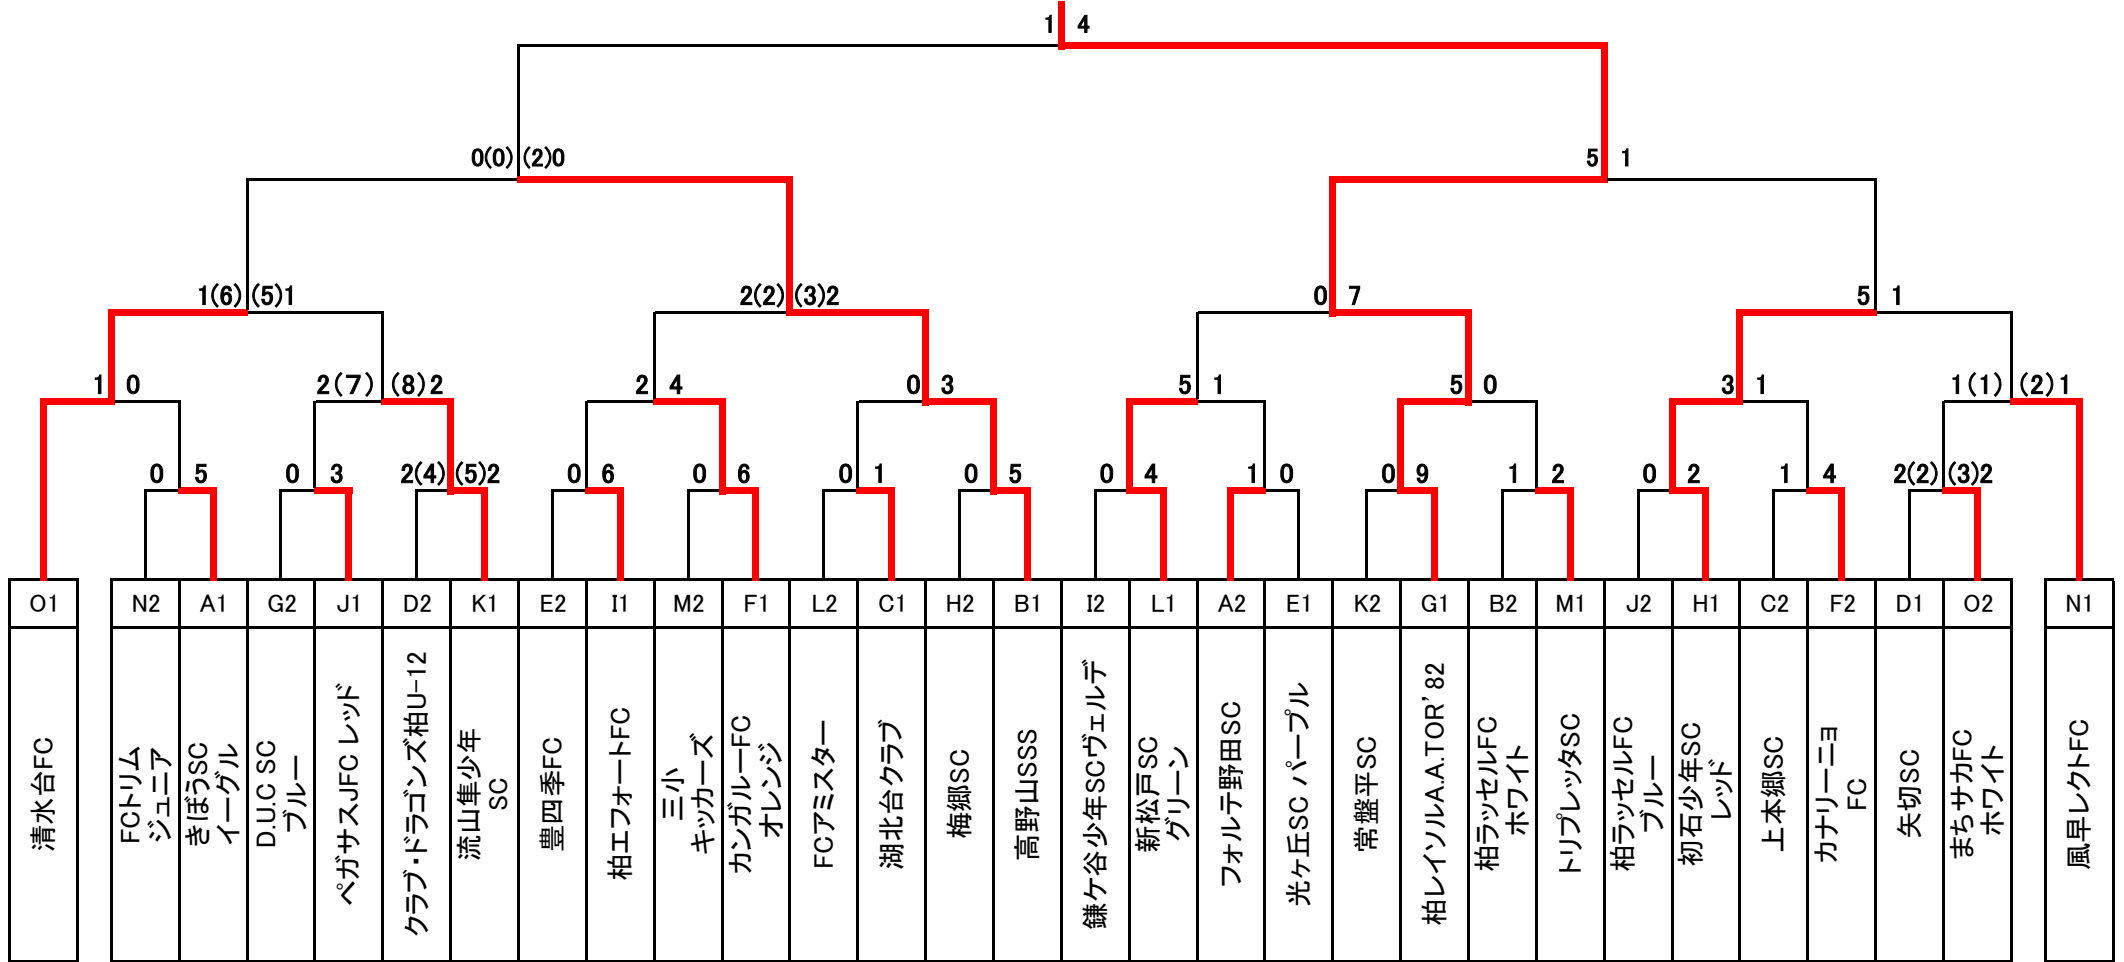 1 4
0(0) (2)0
5 1
1(6) (5)1
2(2) (3)2
0 7
5 1
1 0
2(7) (8)2
2 4
0 3
5 1
5 0
3 1
1(1) (2)1
0 5
0 3
2(4) (5)2
0 6
0 6
0 1
0 5
0 4
1 0
0 9
1 2
0 2
1 4
2(2) (3)2
O1 N2 A1 G2 J1 D2 K1 E2 I1 M2 F1 L2 C1 H2 B1 I2 L1 A2 E1 K2 G1 B2 M1 J2 H1 C2 F2 D1 O2 N1
清水台FC
FCトリム
ジュニア
きぼうSC
イーグル
D.U.C SC
ブルー
ペガサスJFC レッド
クラブ・ドラゴンズ柏U-12
流山隼少年
SC
豊四季FC
柏エフォートFC
三小
キッカーズ
カンガルーFC
オレンジ
FCアミスター
湖北台クラブ
梅郷SC
高野山SSS
鎌ケ谷少年SCヴェルデ
新松戸SC
グリーン
フォルテ野田SC
光ヶ丘SC パープル
常盤平SC
柏レイソルA.A.TOR’82
柏ラッセルFC
ホワイト
トリプレッタSC
柏ラッセルFC
ブルー
初石少年SC
レッド
上本郷SC
カナリーニョ
FC
矢切SC
まちサカFC
ホワイト
風早レクトFC